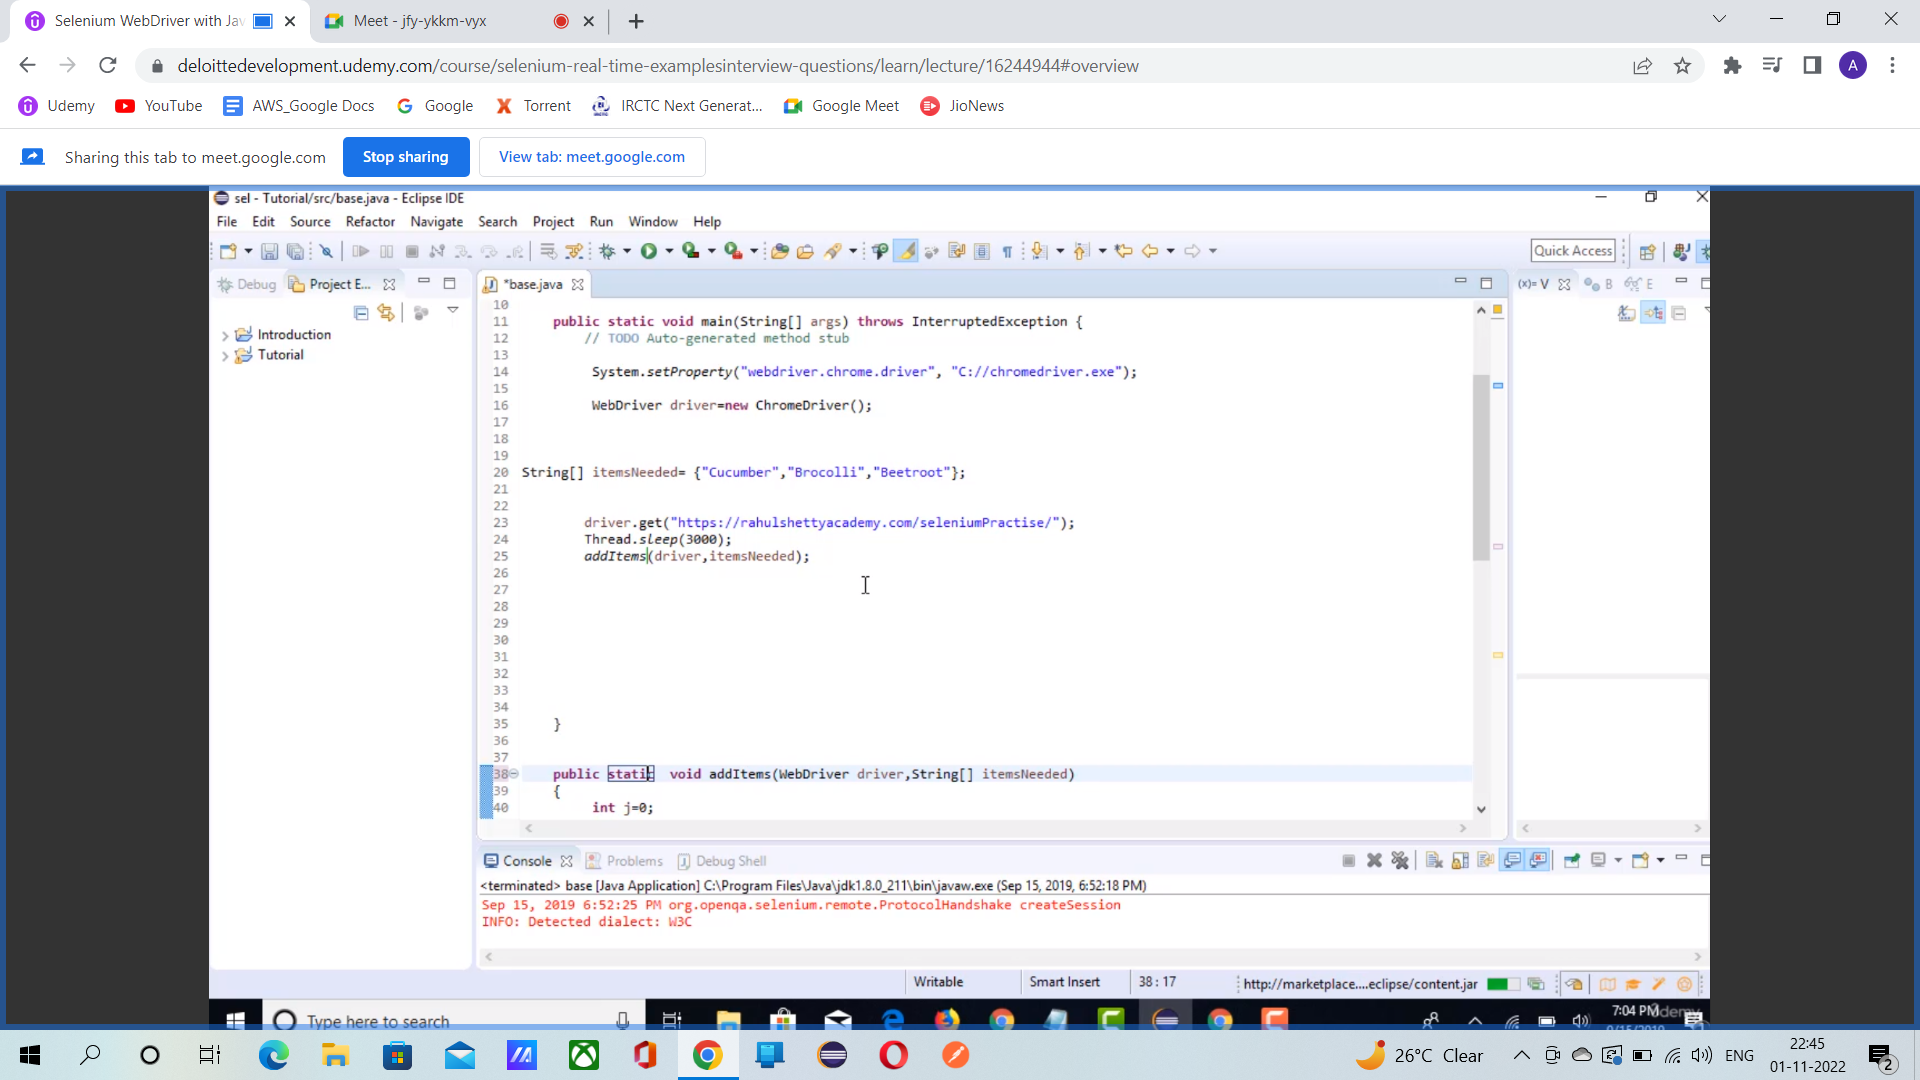 Selenium WebDriver with Jav
Meet - jfy-ykkm-vyx
deloittedevelopment.udemy.com/course/selenium-real-time-examplesinterview-questions/learn/lecture/16244944#overview
A
Udemy YouTube AWS_Google Docs Google Torrent IRCTC Next Generat... Google Meet JioNews
Sharing this tab to meet.google.com Stop sharing View tab: meet.google.com
sel - Tutorial/src/base.java - Eclipse IDE
File Edit Source Refactor Navigate Search Project Run Window Help
Quick Access
Debug Project E... *base.java (x)= V B E
Introduction
Tutorial
10
11 public static void main(String[] args) throws InterruptedException {
12 // TODO Auto-generated method stub
13
14 System.setProperty("webdriver.chrome.driver", "C://chromedriver.exe");
15
16 WebDriver driver=new ChromeDriver();
17
18
19
20 String[] itemsNeeded= {"Cucumber","Brocolli","Beetroot"};
21
22
23 driver.get("https://rahulshettyacademy.com/seleniumPractise/");
24 Thread.sleep(3000);
25 addItems(driver,itemsNeeded);
26
27
28
29
30
31
32
33
34
35 }
36
37
38 public static void addItems(WebDriver driver,String[] itemsNeeded)
39 {
40 int j=0;
Console Problems Debug Shell
<terminated> base [Java Application] C:\Program Files\Java\jdk1.8.0_211\bin\javaw.exe (Sep 15, 2019, 6:52:18 PM)
Sep 15, 2019 6:52:25 PM org.openqa.selenium.remote.ProtocolHandshake createSession
INFO: Detected dialect: W3C
Writable Smart Insert 38 : 17 http://marketplace....eclipse/content.jar
Type here to search
7:04 PM
26°C Clear
ENG
22:45
01-11-2022
2